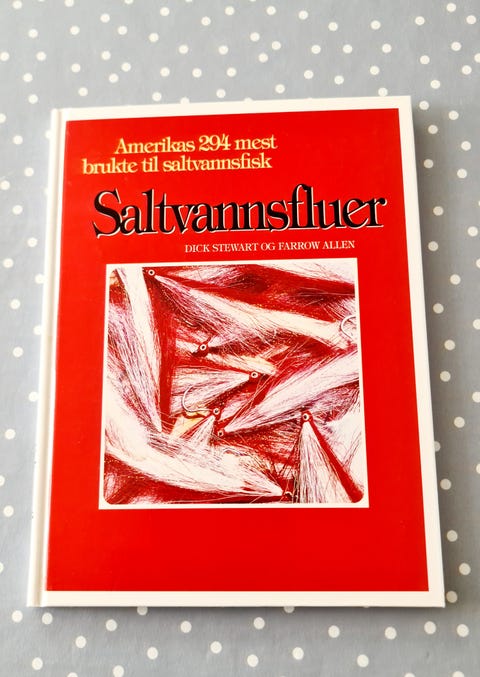 Amerikas 294 mest
brukte til saltvannsfisk
Saltvannsfluer
DICK STEWART OG FARROW ALLEN